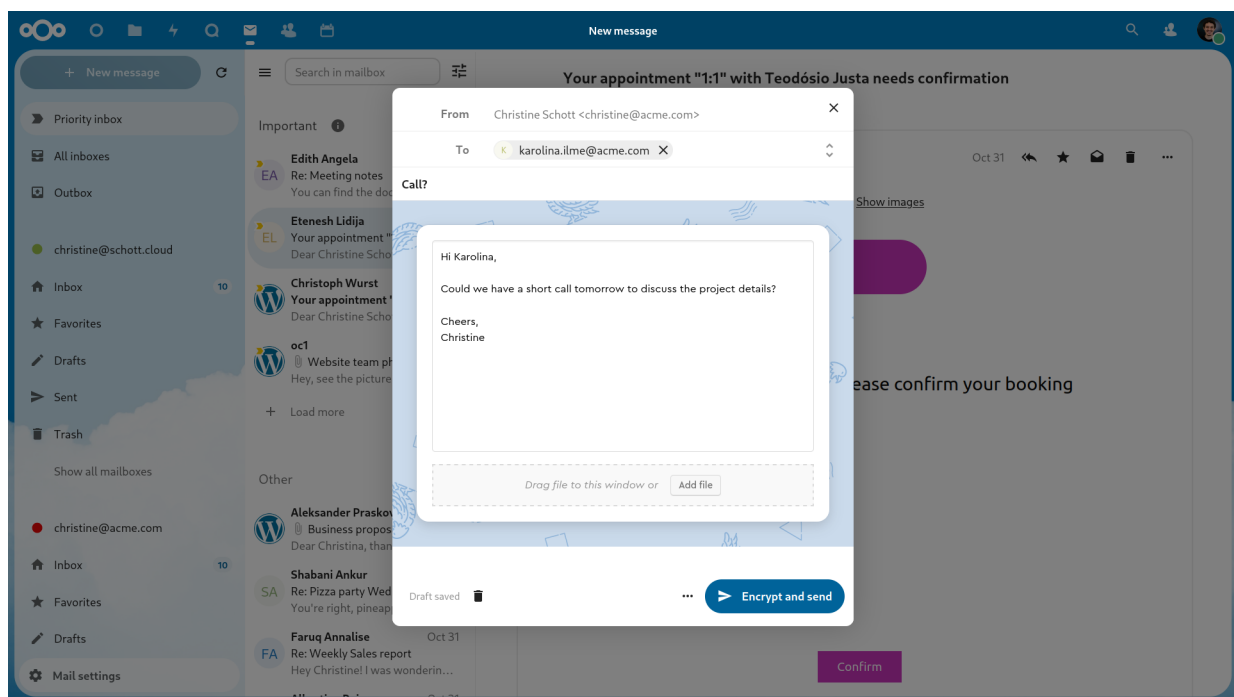 New message
+ New message
Priority inbox
All inboxes
Outbox
christine@schott.cloud
Inbox 10
Favorites
Drafts
Sent
Trash
Show all mailboxes
christine@acme.com
Inbox 10
Favorites
Drafts
Mail settings
Search in mailbox
Important
Edith Angela
EA
Re: Meeting notes
You can find the doc
Etenesh Lidija
EL
Your appointment "
Dear Christine Scho
Christoph Wurst
Your appointment "
Dear Christine Scho
oc1
Website team ph
Hey, see the picture
+ Load more
Other
Aleksander Prasko
Business propos
Dear Christina, than
Shabani Ankur
SA
Re: Pizza party Wed
You're right, pineap
Faruq Annalise Oct 31
FA
Re: Weekly Sales report
Hey Christine! I was wonderin...
Your appointment "1:1" with Teodósio Justa needs confirmation
Oct 31
Show images
ease confirm your booking
Confirm
From Christine Schott <christine@acme.com>
To K karolina.ilme@acme.com
Call?
Hi Karolina,
Could we have a short call tomorrow to discuss the project details?
Cheers,
Christine
Drag file to this window or Add file
Draft saved
Encrypt and send